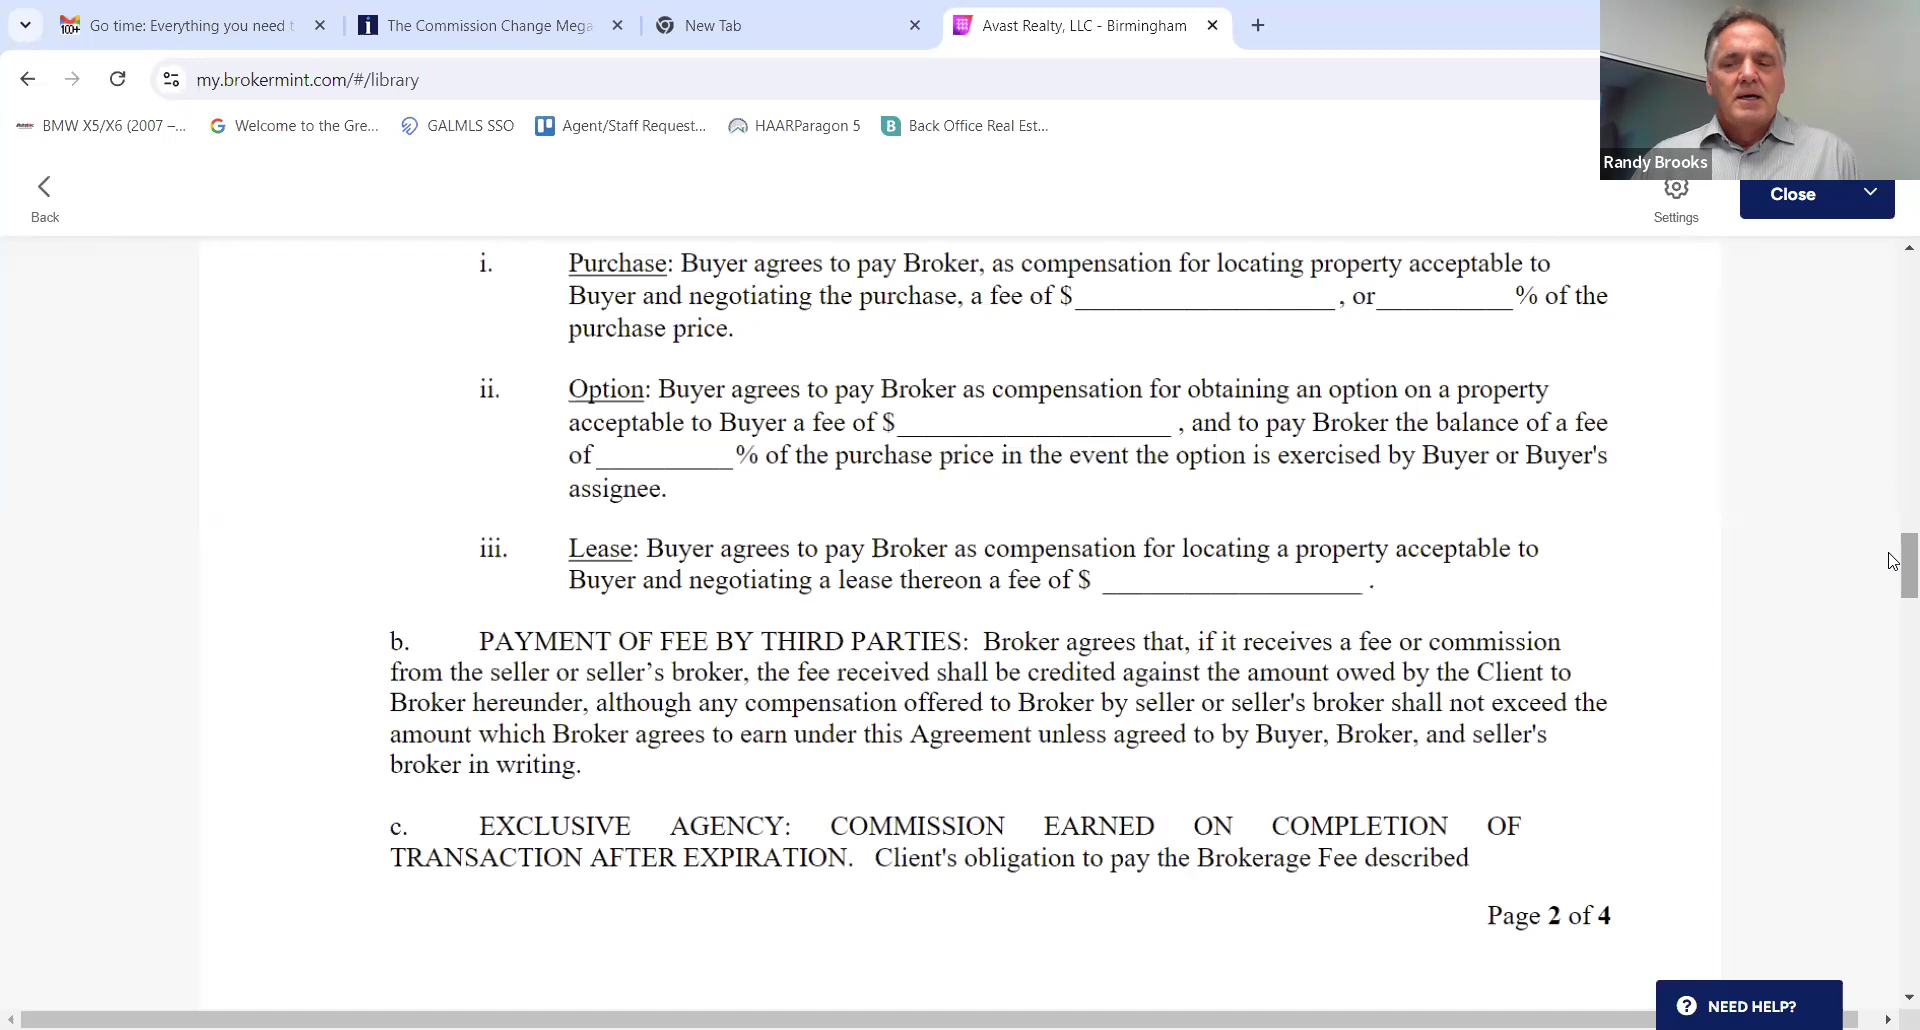 Go time: Everything you need t
The Commission Change Mega
New Tab
Avast Realty, LLC - Birmingham
my.brokermint.com/#/library
BMW X5/X6 (2007 –...
Welcome to the Gre...
GALMLS SSO
Agent/Staff Request...
HAARParagon 5
Back Office Real Est...
Randy Brooks
Back
Settings
Close
i. Purchase: Buyer agrees to pay Broker, as compensation for locating property acceptable to
Buyer and negotiating the purchase, a fee of $___________________, or__________% of the
purchase price.
ii. Option: Buyer agrees to pay Broker as compensation for obtaining an option on a property
acceptable to Buyer a fee of $____________________ , and to pay Broker the balance of a fee
of __________% of the purchase price in the event the option is exercised by Buyer or Buyer's
assignee.
iii. Lease: Buyer agrees to pay Broker as compensation for locating a property acceptable to
Buyer and negotiating a lease thereon a fee of $ ___________________ .
b. PAYMENT OF FEE BY THIRD PARTIES: Broker agrees that, if it receives a fee or commission
from the seller or seller’s broker, the fee received shall be credited against the amount owed by the Client to
Broker hereunder, although any compensation offered to Broker by seller or seller's broker shall not exceed the
amount which Broker agrees to earn under this Agreement unless agreed to by Buyer, Broker, and seller's
broker in writing.
c. EXCLUSIVE AGENCY: COMMISSION EARNED ON COMPLETION OF
TRANSACTION AFTER EXPIRATION. Client's obligation to pay the Brokerage Fee described
Page 2 of 4
? NEED HELP?